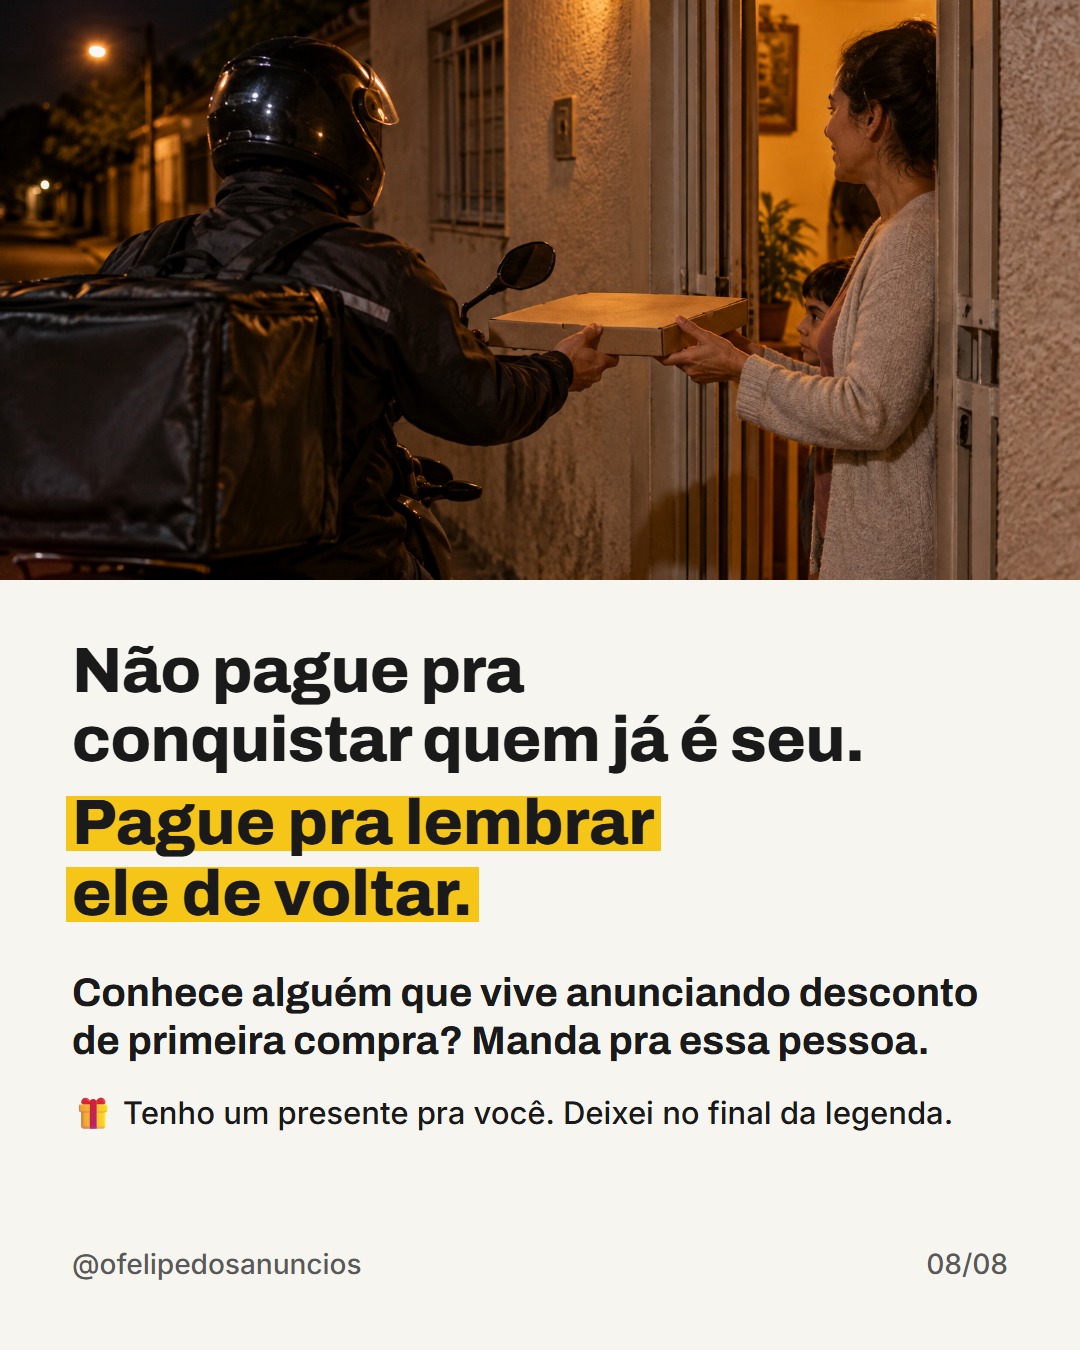 Não pague pra
conquistar quem já é seu.
Pague pra lembrar
ele de voltar.
Conhece alguém que vive anunciando desconto
de primeira compra? Manda pra essa pessoa.
🎁 Tenho um presente pra você. Deixei no final da legenda.
@ofelipedosanuncios
08/08